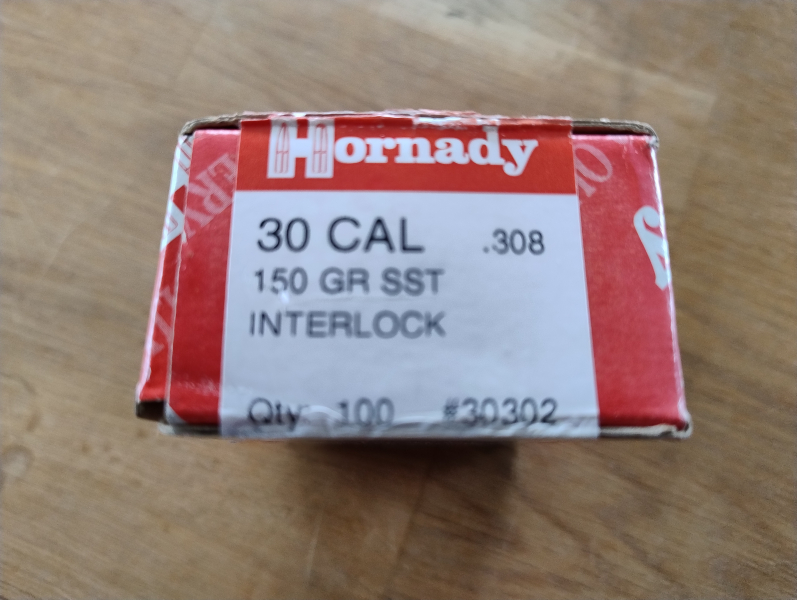 Hornady
30 CAL .308
150 GR SST
INTERLOCK
Qty 100 #30302